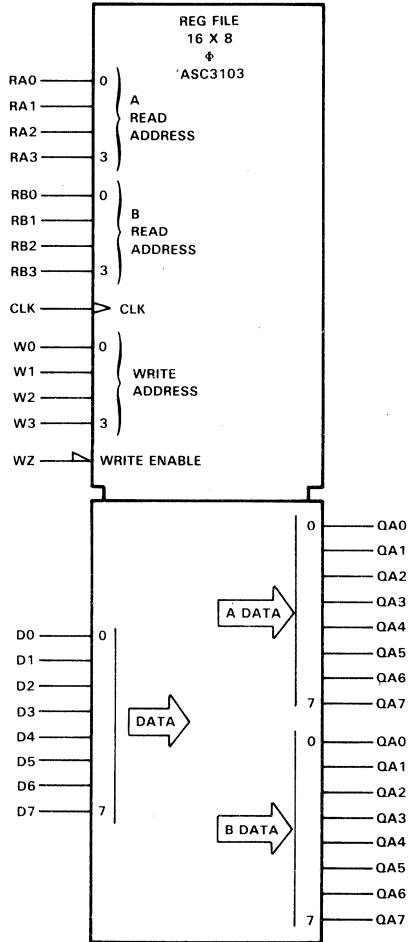 REG FILE
16 X 8
Φ
ASC3103
RA0 0
RA1 A
READ
RA2 ADDRESS
RA3 3
RB0 0
RB1 B
READ
RB2 ADDRESS
RB3 3
CLK CLK
W0 0
W1 WRITE
W2 ADDRESS
W3 3
WZ WRITE ENABLE
0 QA0
QA1
QA2
A DATA QA3
QA4
QA5
QA6
7 QA7
D0 0
D1
D2
D3 DATA
D4
D5
D6
D7 7
0 QA0
QA1
QA2
B DATA QA3
QA4
QA5
QA6
7 QA7